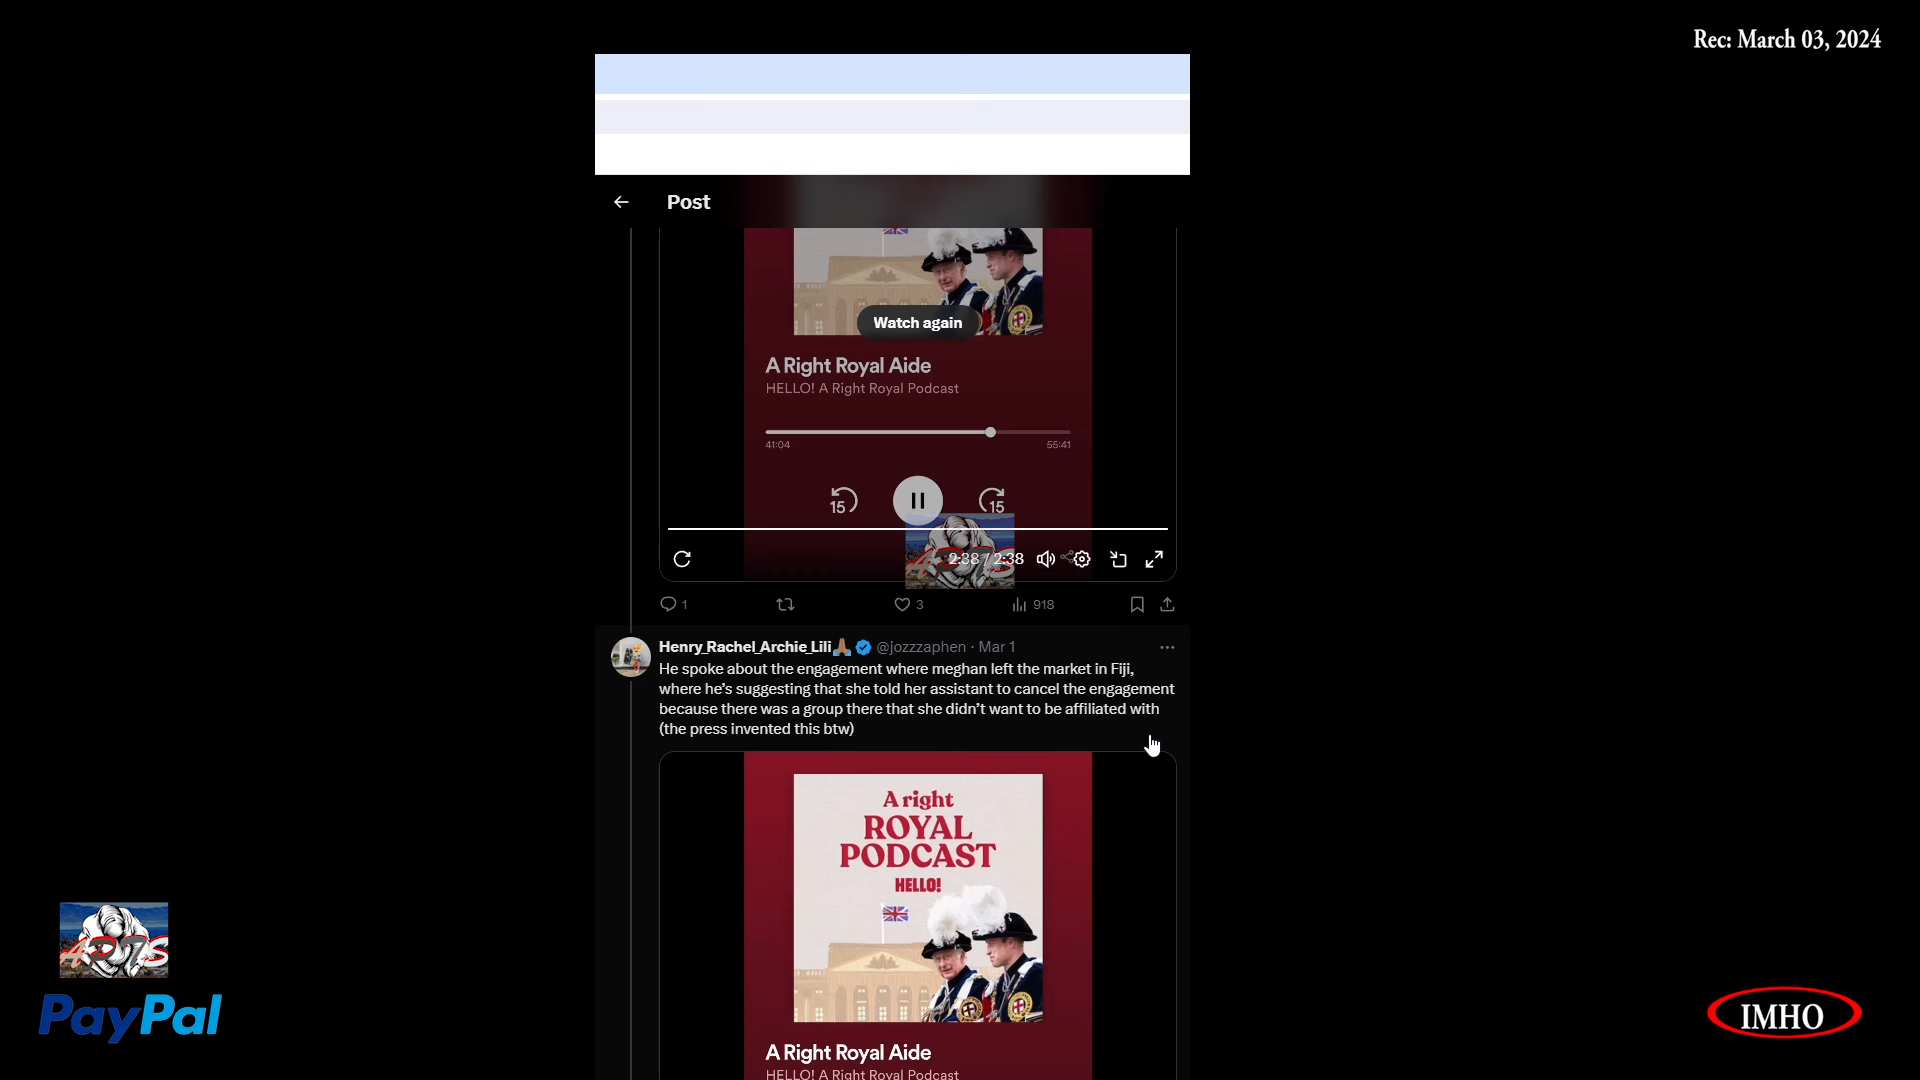 Rec: March 03, 2024
Post
Watch again
A Right Royal Aide
HELLO! A Right Royal Podcast
41:04
55:41
15
15
2:38 / 2:38
1
3
918
Henry_Rachel_Archie_Lili🙏🏽 @jozzzaphen · Mar 1
He spoke about the engagement where meghan left the market in Fiji,
where he's suggesting that she told her assistant to cancel the engagement
because there was a group there that she didn't want to be affiliated with
(the press invented this btw)
A right
ROYAL
PODCAST
HELLO!
A Right Royal Aide
HELLO! A Right Royal Podcast
PayPal
IMHO